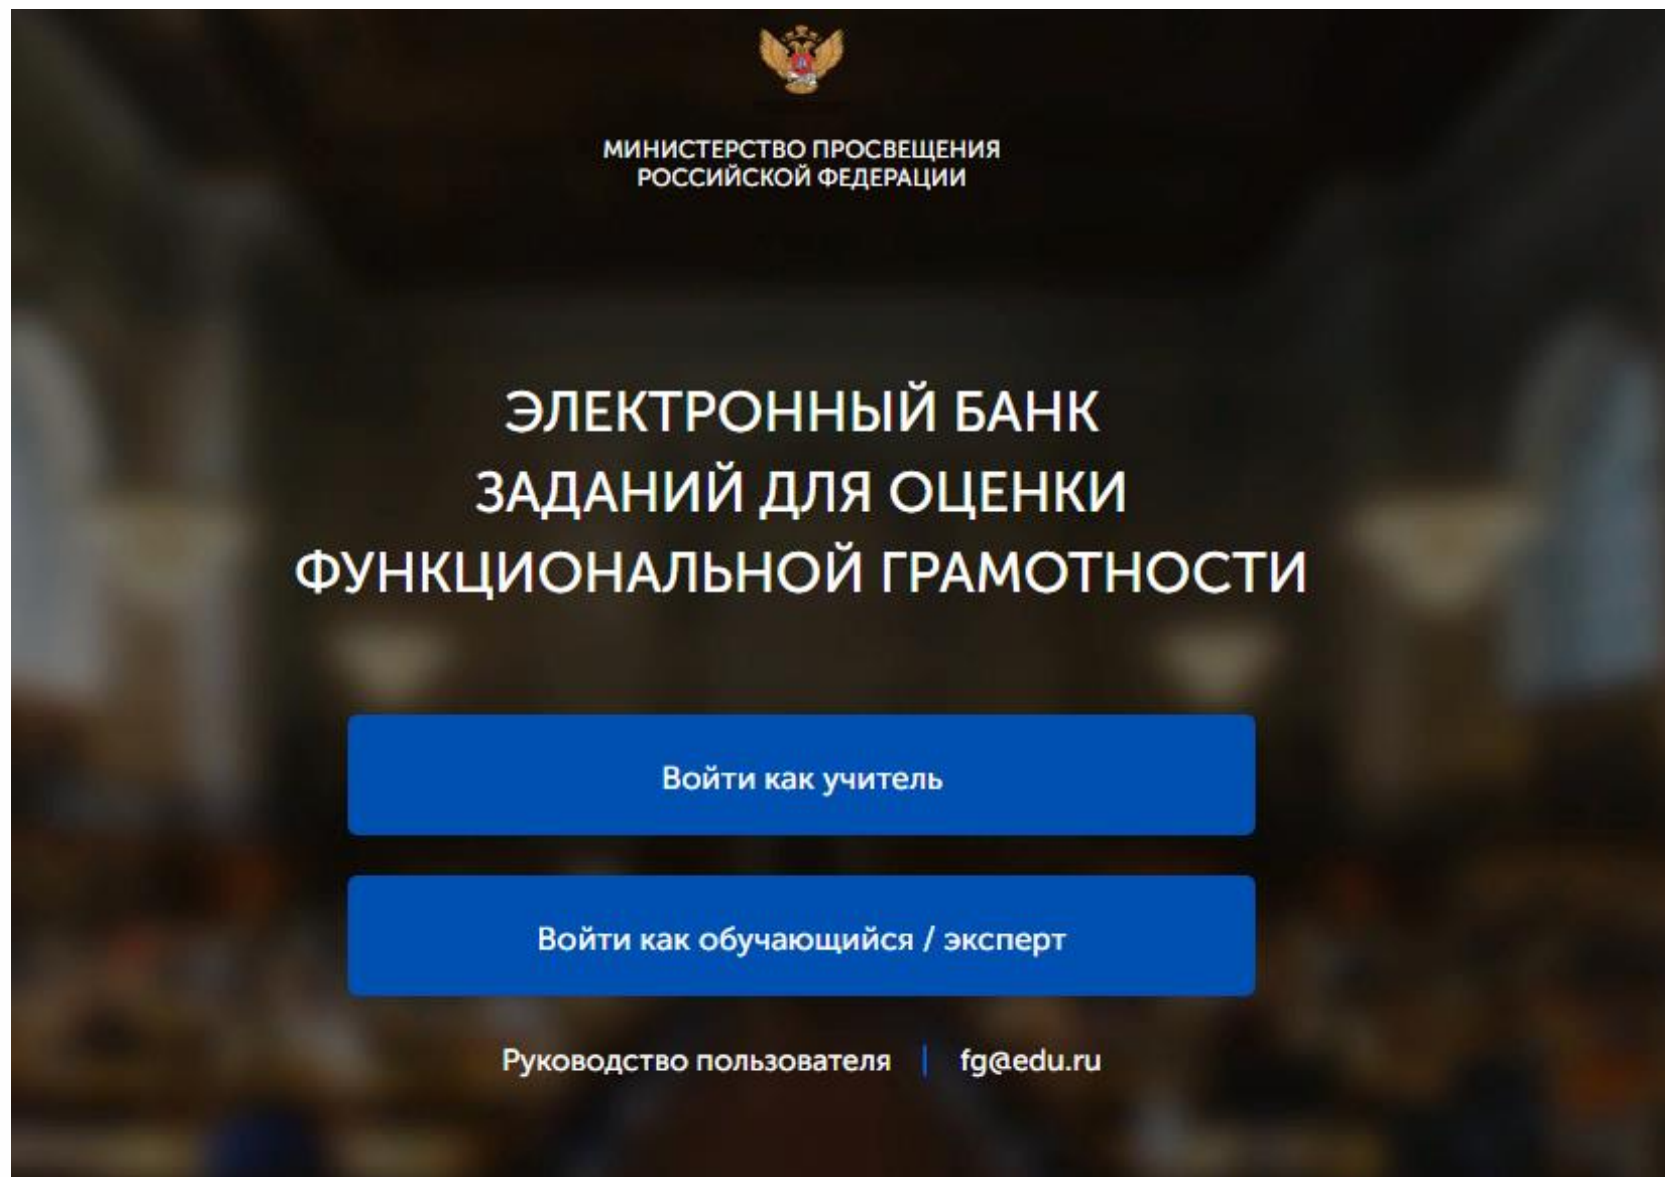 МИНИСТЕРСТВО ПРОСВЕЩЕНИЯ
РОССИЙСКОЙ ФЕДЕРАЦИИ
ЭЛЕКТРОННЫЙ БАНК
ЗАДАНИЙ ДЛЯ ОЦЕНКИ
ФУНКЦИОНАЛЬНОЙ ГРАМОТНОСТИ
Войти как учитель
Войти как обучающийся / эксперт
Руководство пользователя | fg@edu.ru